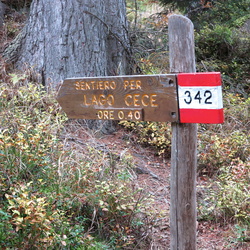 SENTIERO PER
LAGO CECE
ORE 0.40
342